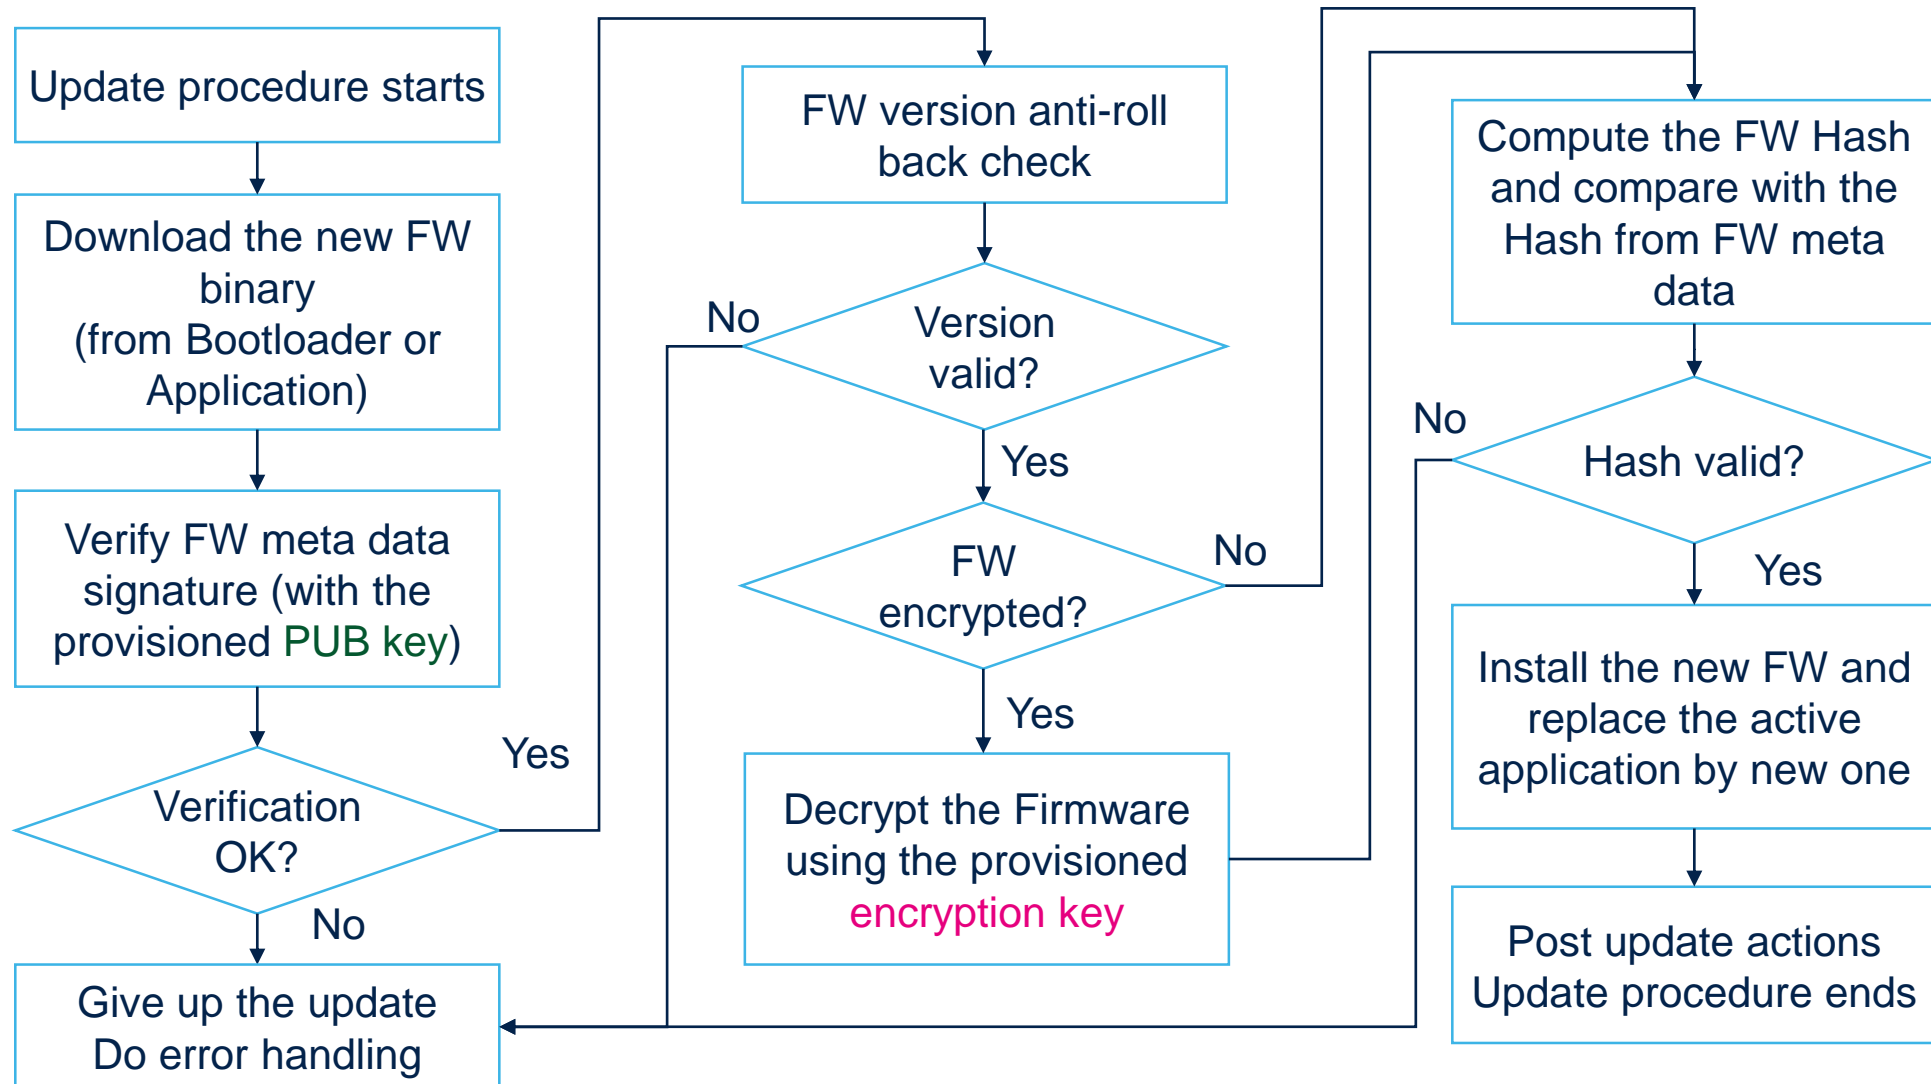 Update procedure starts
Download the new FW
binary
(from Bootloader or
Application)
Verify FW meta data
signature (with the
provisioned PUB key)
Verification
OK?
Yes
No
Give up the update
Do error handling
FW version anti-roll
back check
Version
valid?
No
Yes
FW
encrypted?
No
Yes
Decrypt the Firmware
using the provisioned
encryption key
Compute the FW Hash
and compare with the
Hash from FW meta
data
Hash valid?
No
Yes
Install the new FW and
replace the active
application by new one
Post update actions
Update procedure ends